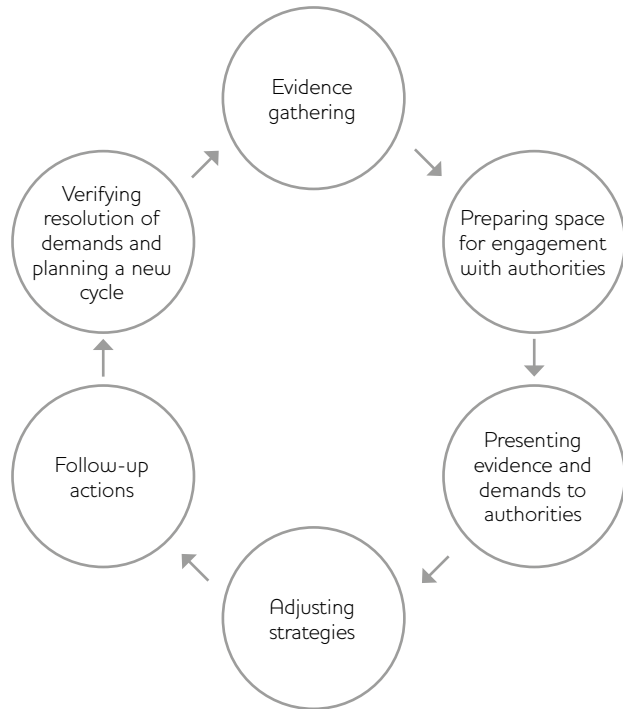 Evidence
gathering
Preparing space
for engagement
with authorities
Presenting
evidence and
demands to
authorities
Adjusting
strategies
Follow-up
actions
Verifying
resolution of
demands and
planning a new
cycle